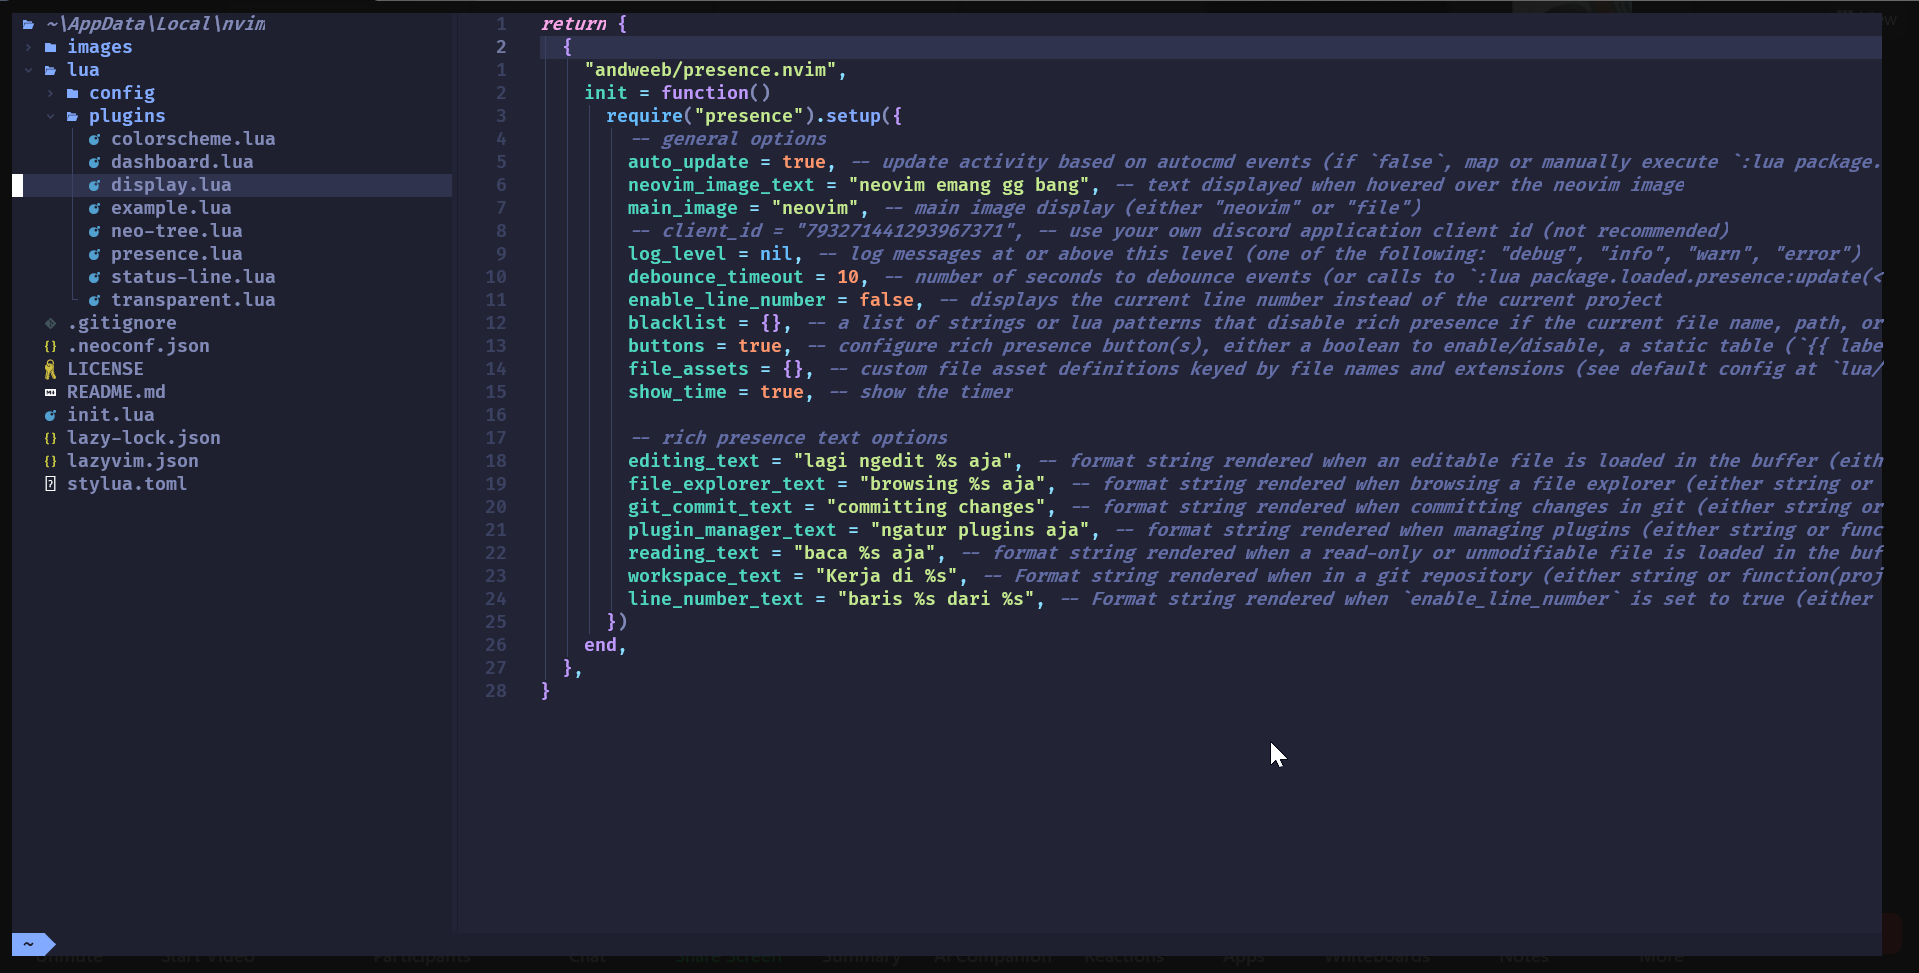 ~\AppData\Local\nvim
images
lua
config
plugins
colorscheme.lua
dashboard.lua
display.lua
example.lua
neo-tree.lua
presence.lua
status-line.lua
transparent.lua
.gitignore
.neoconf.json
LICENSE
README.md
init.lua
lazy-lock.json
lazyvim.json
stylua.toml
~
1 return {
2 {
1 "andweeb/presence.nvim",
2 init = function()
3 require("presence").setup({
4 -- general options
5 auto_update = true, -- update activity based on autocmd events (if `false`, map or manually execute `:lua package.
6 neovim_image_text = "neovim emang gg bang", -- text displayed when hovered over the neovim image
7 main_image = "neovim", -- main image display (either "neovim" or "file")
8 -- client_id = "793271441293967371", -- use your own discord application client id (not recommended)
9 log_level = nil, -- log messages at or above this level (one of the following: "debug", "info", "warn", "error")
10 debounce_timeout = 10, -- number of seconds to debounce events (or calls to `:lua package.loaded.presence:update(<
11 enable_line_number = false, -- displays the current line number instead of the current project
12 blacklist = {}, -- a list of strings or lua patterns that disable rich presence if the current file name, path, or
13 buttons = true, -- configure rich presence button(s), either a boolean to enable/disable, a static table (`{{ labe
14 file_assets = {}, -- custom file asset definitions keyed by file names and extensions (see default config at `lua/
15 show_time = true, -- show the timer
16
17 -- rich presence text options
18 editing_text = "lagi ngedit %s aja", -- format string rendered when an editable file is loaded in the buffer (eith
19 file_explorer_text = "browsing %s aja", -- format string rendered when browsing a file explorer (either string or
20 git_commit_text = "committing changes", -- format string rendered when committing changes in git (either string or
21 plugin_manager_text = "ngatur plugins aja", -- format string rendered when managing plugins (either string or func
22 reading_text = "baca %s aja", -- format string rendered when a read-only or unmodifiable file is loaded in the buf
23 workspace_text = "Kerja di %s", -- Format string rendered when in a git repository (either string or function(proj
24 line_number_text = "baris %s dari %s", -- Format string rendered when `enable_line_number` is set to true (either
25 })
26 end,
27 },
28 }
Unmute Start Video Participants Chat Share Screen Summary AI Companion Reactions Apps Whiteboards Notes More